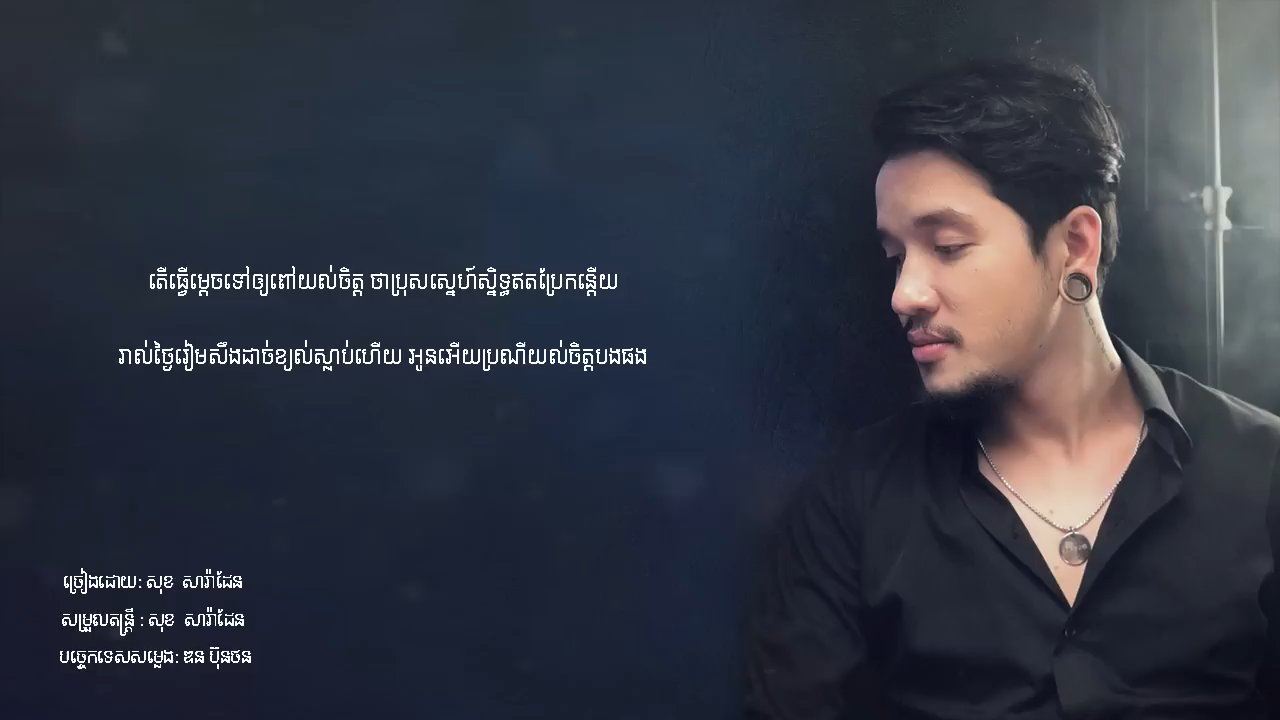 តើធ្វើម្ដេចទៅឲ្យពៅយល់ចិត្ត ថាប្រុសស្នេហ៍ស្និទ្ធឥតប្រែកន្ដើយ
រាល់ថ្ងៃរៀមសឹងដាច់ខ្យល់ស្លាប់ហើយ អូនអើយប្រណីយល់ចិត្តបងផង
ច្រៀងដោយ: សុខ សារ៉ាដែន
សម្រួលតន្ត្រី : សុខ សារ៉ាដែន
បច្ចេកទេសសម្លេង: ឌន ប៊ុនថន